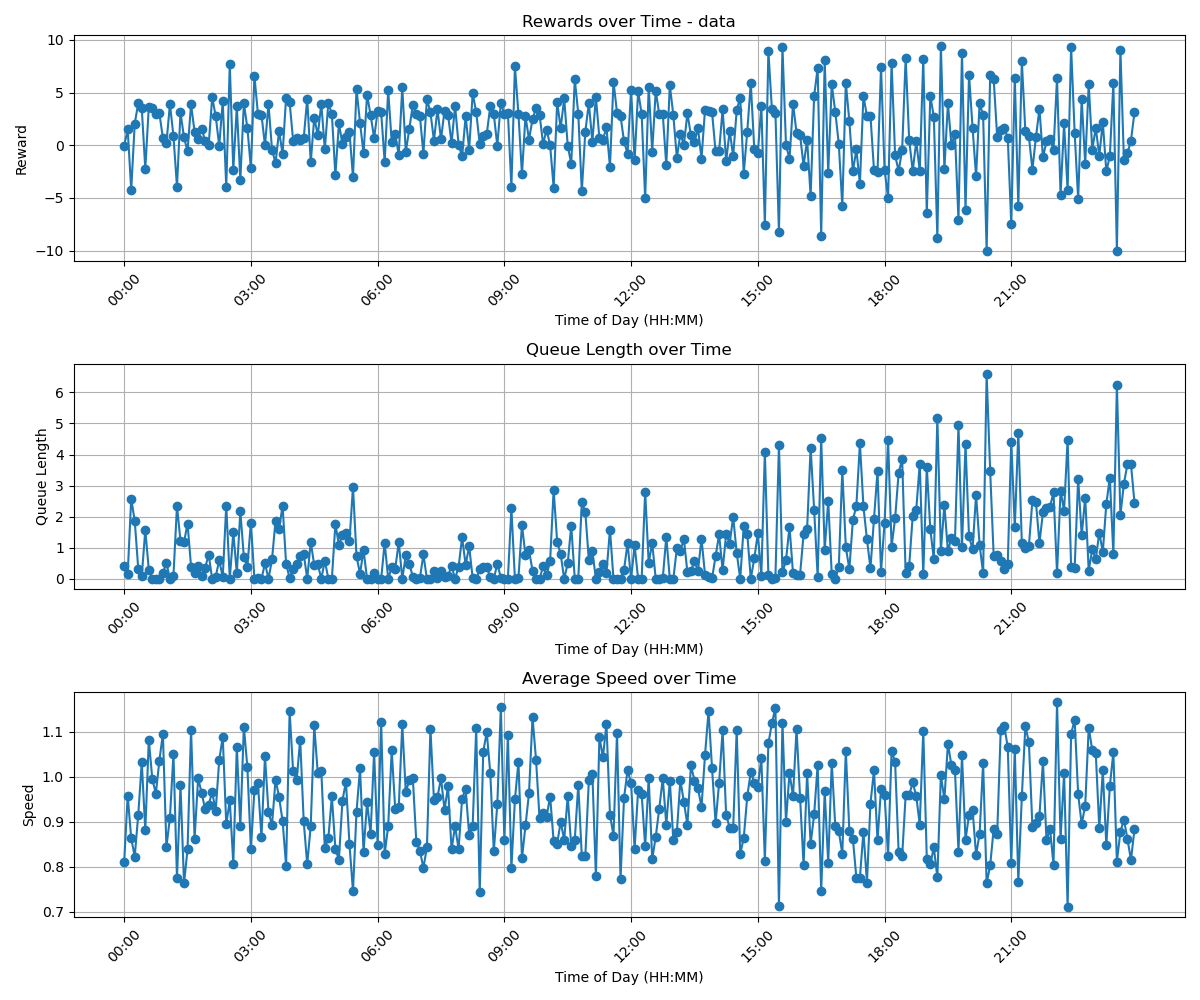 Rewards over Time - data
10
5
0
−5
−10
Reward
00:00 03:00 06:00 09:00 12:00 15:00 18:00 21:00
Time of Day (HH:MM)
Queue Length over Time
6
5
4
3
2
1
0
Queue Length
00:00 03:00 06:00 09:00 12:00 15:00 18:00 21:00
Time of Day (HH:MM)
Average Speed over Time
1.1
1.0
0.9
0.8
0.7
Speed
00:00 03:00 06:00 09:00 12:00 15:00 18:00 21:00
Time of Day (HH:MM)